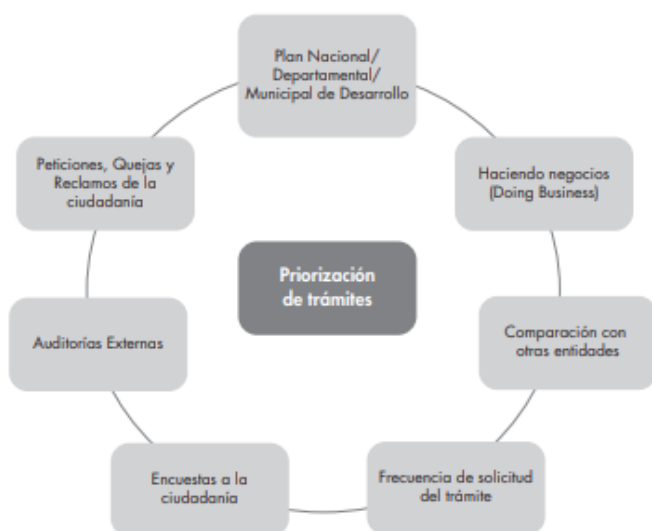 Plan Nacional/
Departamental/
Municipal de Desarrollo
Haciendo negocios
(Doing Business)
Comparación con
otras entidades
Frecuencia de solicitud
del trámite
Encuestas a la
ciudadanía
Auditorías Externas
Peticiones, Quejas y
Reclamos de la
ciudadanía
Priorización
de trámites